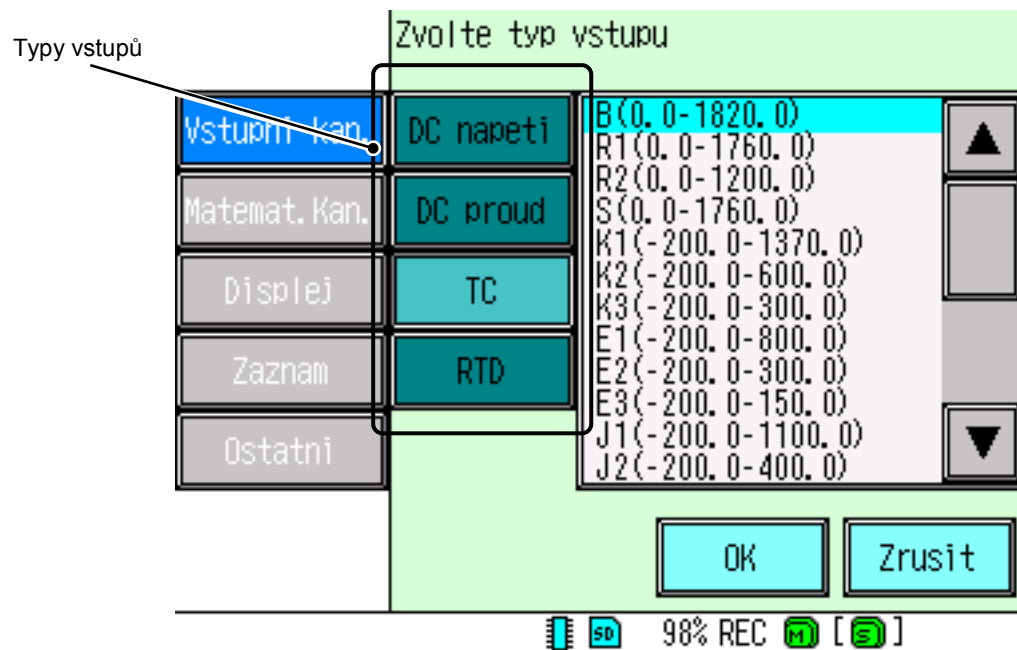 Zvolte typ vstupu
Typy vstupů
Vstupni kan.
Matemat.Kan.
Displej
Zaznam
Ostatni
DC napeti
DC proud
TC
RTD
B(0.0-1820.0)
R1(0.0-1760.0)
R2(0.0-1200.0)
S(0.0-1760.0)
K1(-200.0-1370.0)
K2(-200.0-600.0)
K3(-200.0-300.0)
E1(-200.0-800.0)
E2(-200.0-300.0)
E3(-200.0-150.0)
J1(-200.0-1100.0)
J2(-200.0-400.0)
OK
Zrusit
SD 98% REC M [S]